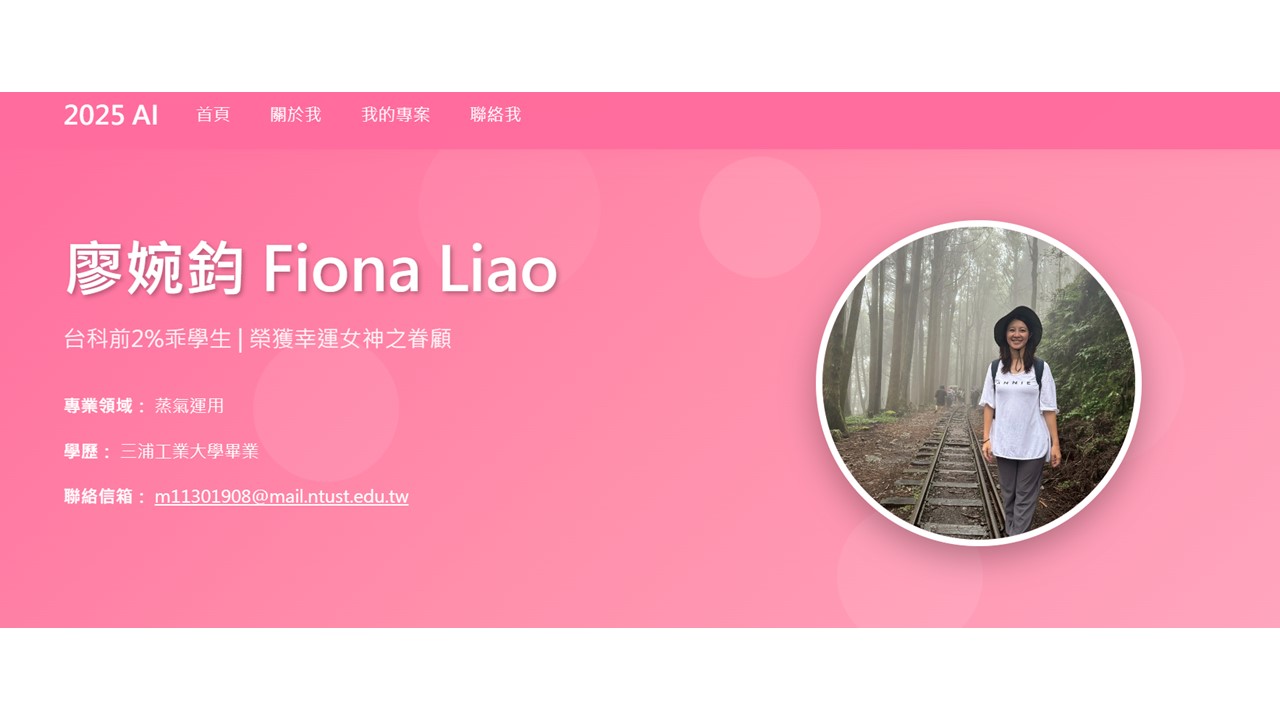 2025 AI 首頁 關於我 我的專案 聯絡我
廖婉鈞 Fiona Liao
台科前2%乖學生 | 榮獲幸運女神之眷顧
專業領域： 蒸氣運用
學歷： 三浦工業大學畢業
聯絡信箱： m11301908@mail.ntust.edu.tw